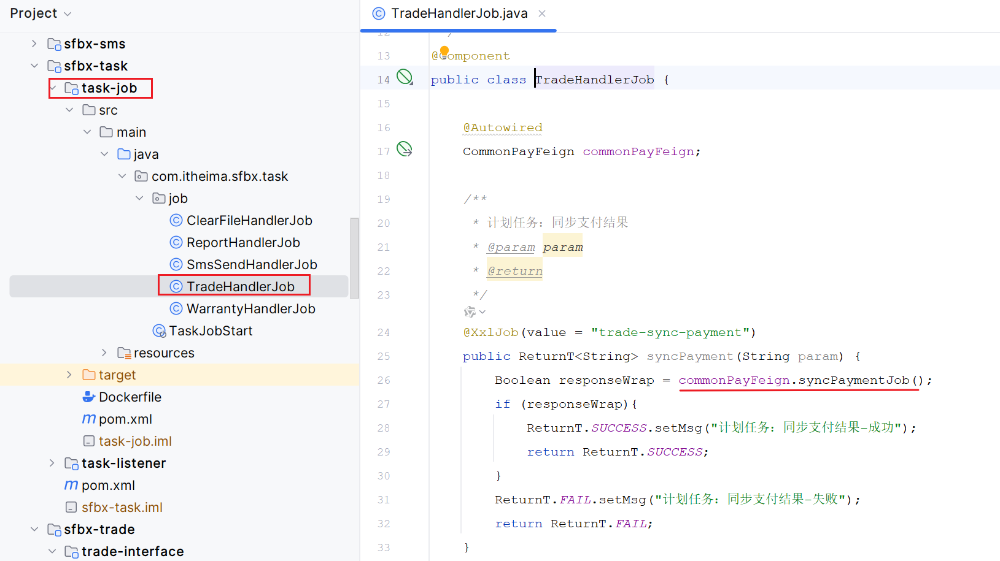 Project
sfbx-sms
sfbx-task
task-job
src
main
java
com.itheima.sfbx.task
job
ClearFileHandlerJob
ReportHandlerJob
SmsSendHandlerJob
TradeHandlerJob
WarrantyHandlerJob
TaskJobStart
resources
target
Dockerfile
pom.xml
task-job.iml
task-listener
pom.xml
sfbx-task.iml
sfbx-trade
trade-interface
TradeHandlerJob.java
12 */
13 @Component
14 public class TradeHandlerJob {
15
16 @Autowired
17 CommonPayFeign commonPayFeign;
18
19 /**
20 * 计划任务：同步支付结果
21 * @param param
22 * @return
23 */
24 @XxlJob(value = "trade-sync-payment")
25 public ReturnT<String> syncPayment(String param) {
26 Boolean responseWrap = commonPayFeign.syncPaymentJob();
27 if (responseWrap){
28 ReturnT.SUCCESS.setMsg("计划任务：同步支付结果-成功");
29 return ReturnT.SUCCESS;
30 }
31 ReturnT.FAIL.setMsg("计划任务：同步支付结果-失败");
32 return ReturnT.FAIL;
33 }